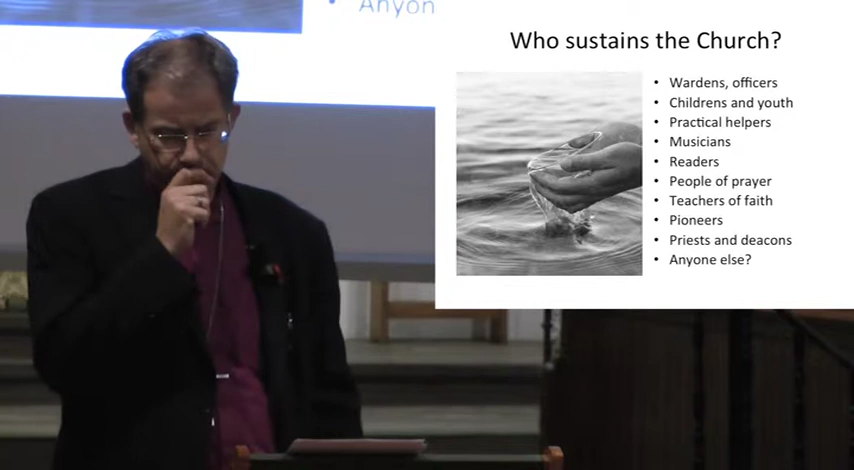 Anyon
Who sustains the Church?
• Wardens, officers
• Childrens and youth
• Practical helpers
• Musicians
• Readers
• People of prayer
• Teachers of faith
• Pioneers
• Priests and deacons
• Anyone else?